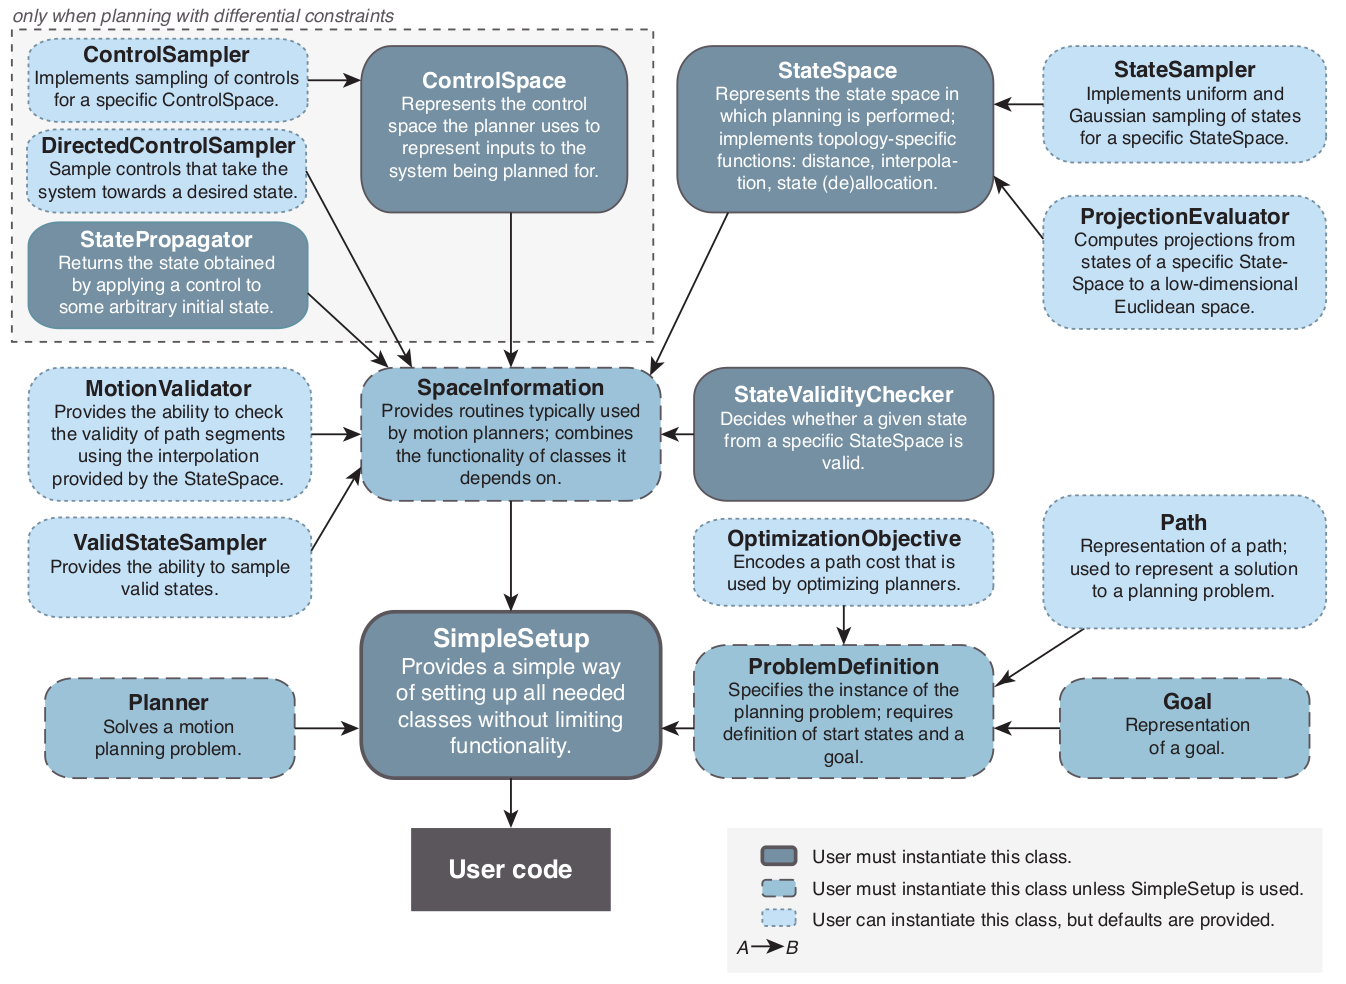 only when planning with differential constraints
ControlSampler
Implements sampling of controls
for a specific ControlSpace.
DirectedControlSampler
Sample controls that take the
system towards a desired state.
StatePropagator
Returns the state obtained
by applying a control to
some arbitrary initial state.
ControlSpace
Represents the control
space the planner uses to
represent inputs to the
system being planned for.
StateSpace
Represents the state space in
which planning is performed;
implements topology-specific
functions: distance, interpola-
tion, state (de)allocation.
StateSampler
Implements uniform and
Gaussian sampling of states
for a specific StateSpace.
ProjectionEvaluator
Computes projections from
states of a specific State-
Space to a low-dimensional
Euclidean space.
MotionValidator
Provides the ability to check
the validity of path segments
using the interpolation
provided by the StateSpace.
SpaceInformation
Provides routines typically used
by motion planners; combines
the functionality of classes it
depends on.
StateValidityChecker
Decides whether a given state
from a specific StateSpace is
valid.
ValidStateSampler
Provides the ability to sample
valid states.
OptimizationObjective
Encodes a path cost that is
used by optimizing planners.
Path
Representation of a path;
used to represent a solution
to a planning problem.
Planner
Solves a motion
planning problem.
SimpleSetup
Provides a simple way
of setting up all needed
classes without limiting
functionality.
ProblemDefinition
Specifies the instance of the
planning problem; requires
definition of start states and a
goal.
Goal
Representation
of a goal.
User code
User must instantiate this class.
User must instantiate this class unless SimpleSetup is used.
User can instantiate this class, but defaults are provided.
A B